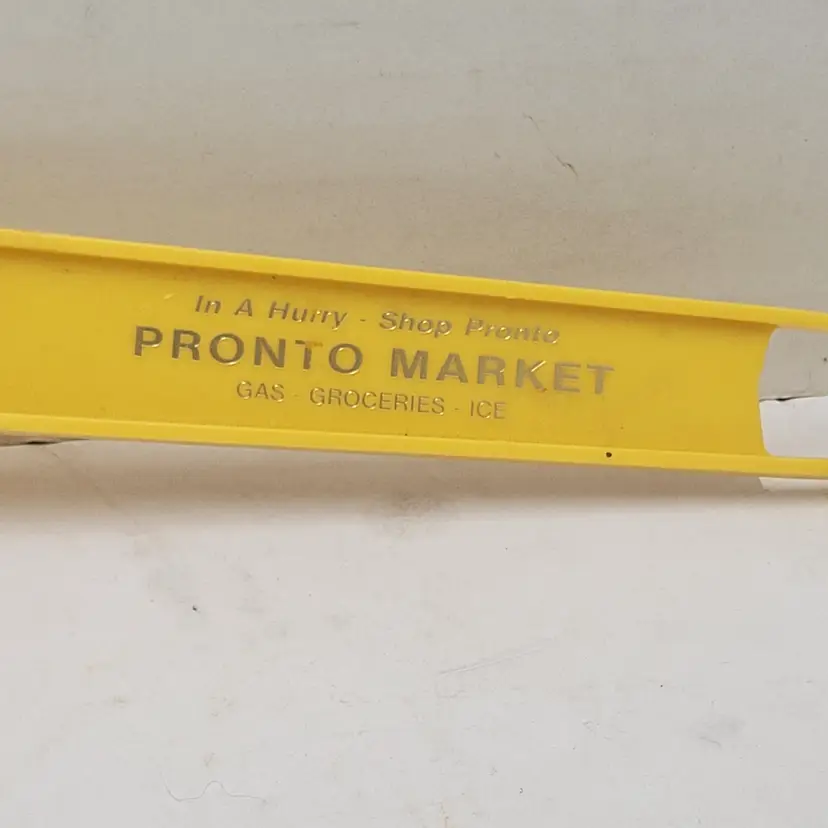 In A Hurry - Shop Pronto
PRONTO MARKET
GAS - GROCERIES - ICE